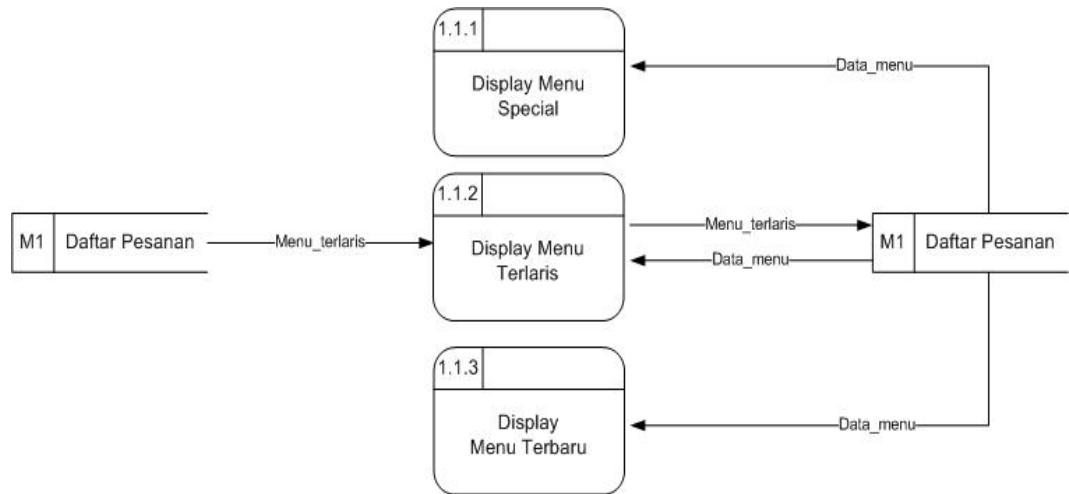 1.1.1
Display Menu
Special
Data_menu
M1
Daftar Pesanan
Menu_terlaris
1.1.2
Display Menu
Terlaris
Menu_terlaris
Data_menu
M1
Daftar Pesanan
1.1.3
Display
Menu Terbaru
Data_menu